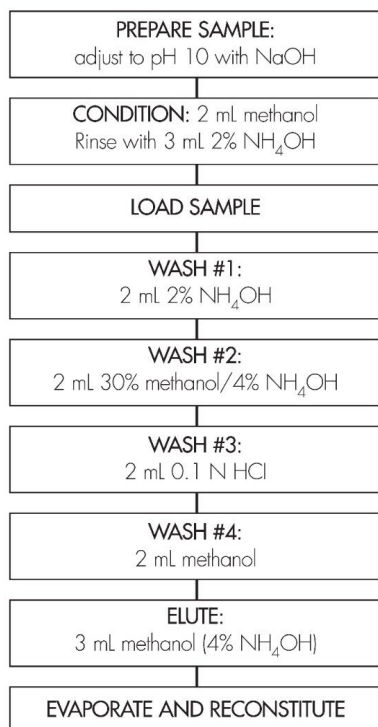 PREPARE SAMPLE:
adjust to pH 10 with NaOH
CONDITION: 2 mL methanol
Rinse with 3 mL 2% NH₄OH
LOAD SAMPLE
WASH #1:
2 mL 2% NH₄OH
WASH #2:
2 mL 30% methanol/4% NH₄OH
WASH #3:
2 mL 0.1 N HCl
WASH #4:
2 mL methanol
ELUTE:
3 mL methanol (4% NH₄OH)
EVAPORATE AND RECONSTITUTE